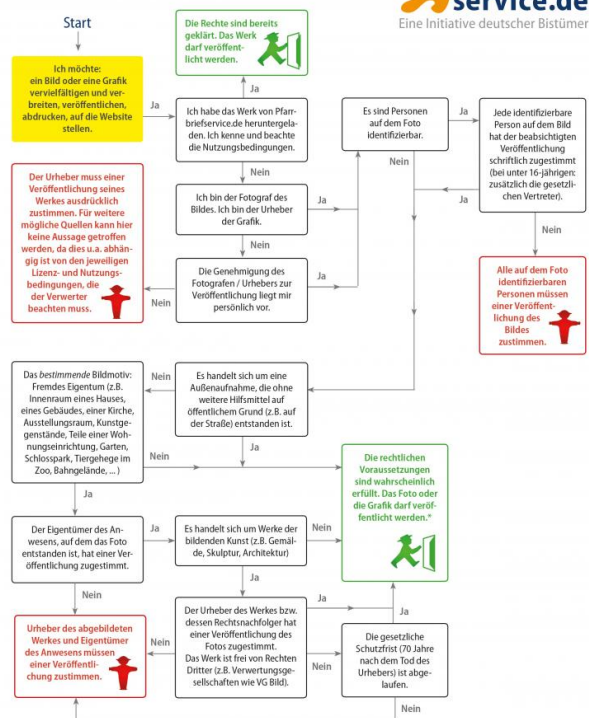 service.de
Eine Initiative deutscher Bistümer
Start
Ich möchte:
ein Bild oder eine Grafik
vervielfältigen und ver-
breiten, veröffentlichen,
abdrucken, auf die Website
stellen.
Ja
Die Rechte sind bereits
geklärt. Das Werk
darf veröffent-
licht werden.
Ja
Ich habe das Werk von Pfarr-
briefservice.de heruntergela-
den. Ich kenne und beachte
die Nutzungsbedingungen.
Nein
Ich bin der Fotograf des
Bildes. Ich bin der Urheber
der Grafik.
Ja
Nein
Die Genehmigung des
Fotografen / Urhebers zur
Veröffentlichung liegt mir
persönlich vor.
Ja
Nein
Der Urheber muss einer
Veröffentlichung seines
Werkes ausdrücklich
zustimmen. Für weitere
mögliche Quellen kann hier
keine Aussage getroffen
werden, da dies u.a. abhän-
gig ist von den jeweiligen
Lizenz- und Nutzungs-
bedingungen, die
der Verwerter
beachten muss.
Es sind Personen
auf dem Foto
identifizierbar.
Ja
Nein
Jede identifizierbare
Person auf dem Bild
hat der beabsichtigten
Veröffentlichung
schriftlich zugestimmt
(bei unter 16-jährigen:
zusätzlich die gesetzli-
chen Vertreter).
Ja
Nein
Alle auf dem Foto
identifizierbaren
Personen müssen
einer Veröffent-
lichung des
Bildes
zustimmen.
Es handelt sich um eine
Außenaufnahme, die ohne
weitere Hilfsmittel auf
öffentlichem Grund (z.B. auf
der Straße) entstanden ist.
Nein
Ja
Das bestimmende Bildmotiv:
Fremdes Eigentum (z.B.
Innenraum eines Hauses,
eines Gebäudes, einer Kirche,
Ausstellungsraum, Kunstge-
genstände, Teile einer Woh-
nungseinrichtung, Garten,
Schlosspark, Tiergehege im
Zoo, Bahngelände, ... )
Nein
Ja
Die rechtlichen
Voraussetzungen
sind wahrscheinlich
erfüllt. Das Foto oder
die Grafik darf veröf-
fentlicht werden.*
Der Eigentümer des An-
wesens, auf dem das Foto
entstanden ist, hat einer Ver-
öffentlichung zugestimmt.
Ja
Nein
Es handelt sich um Werke der
bildenden Kunst (z.B. Gemäl-
de, Skulptur, Architektur)
Nein
Ja
Urheber des abgebildeten
Werkes und Eigentümer
des Anwesens müssen
einer Veröffentli-
chung zustimmen.
Nein
Der Urheber des Werkes bzw.
dessen Rechtsnachfolger hat
einer Veröffentlichung des
Fotos zugestimmt.
Das Werk ist frei von Rechten
Dritter (z.B. Verwertungsge-
sellschaften wie VG Bild).
Ja
Nein
Ja
Die gesetzliche
Schutzfrist (70 Jahre
nach dem Tod des
Urhebers) ist abge-
laufen.
Nein